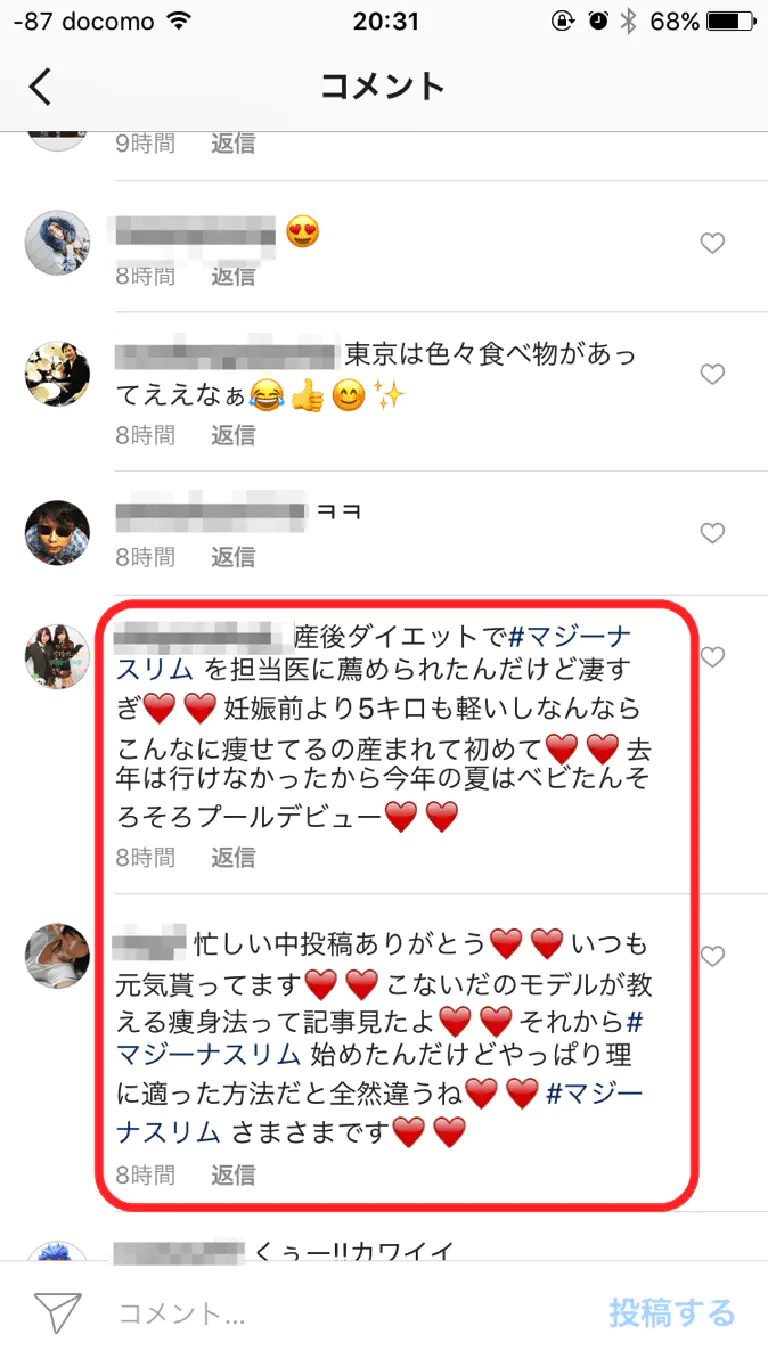 -87 docomo 20:31 68%
コメント
9時間 返信
😍
8時間 返信
東京は色々食べ物があっ
てええなぁ😂👍😊✨
8時間 返信
ㅋㅋ
8時間 返信
産後ダイエットで#マジーナ
スリム を担当医に薦められたんだけど凄す
ぎ❤️❤️妊娠前より5キロも軽いしなんなら
こんなに痩せてるの産まれて初めて❤️❤️去
年は行けなかったから今年の夏はベビたんそ
ろそろプールデビュー❤️❤️
8時間 返信
忙しい中投稿ありがとう❤️❤️いつも
元気貰ってます❤️❤️こないだのモデルが教
える痩身法って記事見たよ❤️❤️それから#
マジーナスリム 始めたんだけどやっぱり理
に適った方法だと全然違うね❤️❤️#マジー
ナスリム さまさまです❤️❤️
8時間 返信
くぅー!!カワイイ
コメント... 投稿する